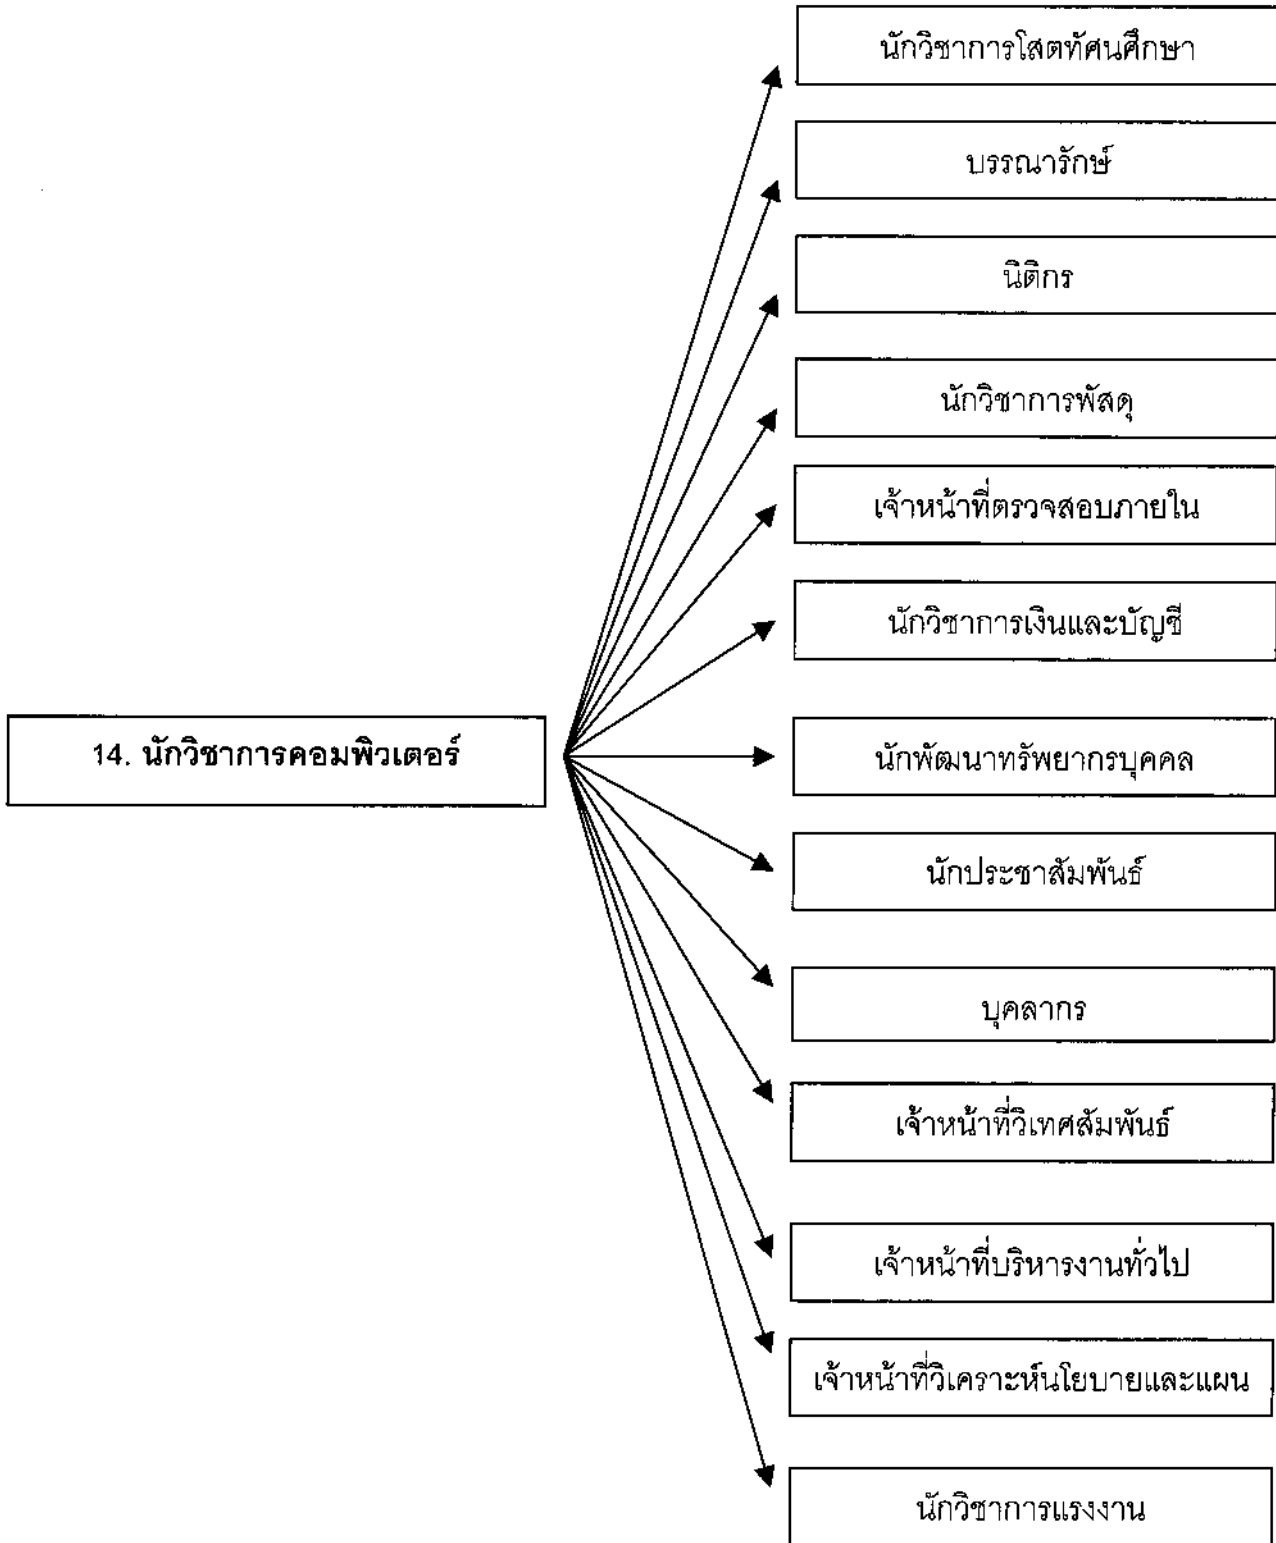 นักวิชาการโสตทัศนศึกษา
บรรณารักษ์
นิติกร
นักวิชาการพัสดุ
เจ้าหน้าที่ตรวจสอบภายใน
นักวิชาการเงินและบัญชี
14. นักวิชาการคอมพิวเตอร์
นักพัฒนาทรัพยากรบุคคล
นักประชาสัมพันธ์
บุคลากร
เจ้าหน้าที่วิเทศสัมพันธ์
เจ้าหน้าที่บริหารงานทั่วไป
เจ้าหน้าที่วิเคราะห์นโยบายและแผน
นักวิชาการแรงงาน